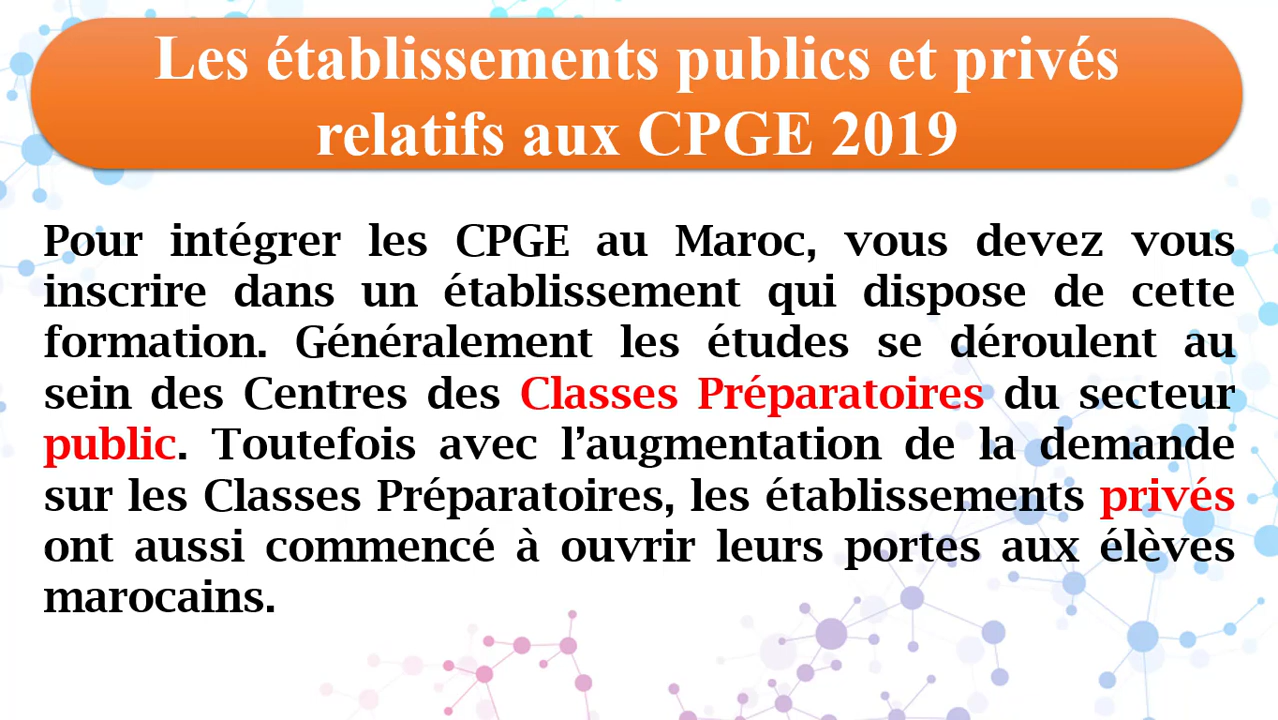 Les établissements publics et privés
relatifs aux CPGE 2019
Pour intégrer les CPGE au Maroc, vous devez vous
inscrire dans un établissement qui dispose de cette
formation. Généralement les études se déroulent au
sein des Centres des Classes Préparatoires du secteur
public. Toutefois avec l’augmentation de la demande
sur les Classes Préparatoires, les établissements privés
ont aussi commencé à ouvrir leurs portes aux élèves
marocains.